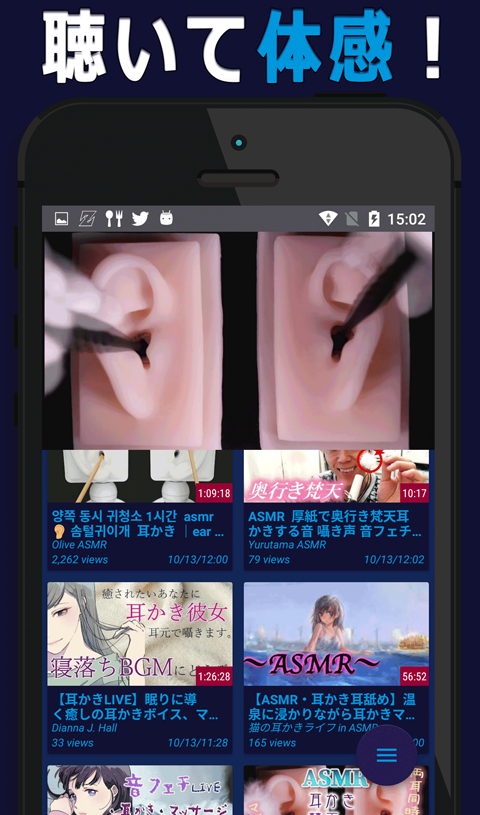 聴いて体感！
15:02
1:09:18
양쪽 동시 귀청소 1시간 asmr
👂 솜털귀이개 耳かき ｜ear ...
Olive ASMR
2,262 views 10/13/12:00
奥行き梵天
10:17
ASMR 厚紙で奥行き梵天耳
かきする音 囁き声 音フェチ...
Yurutama ASMR
79 views 10/13/12:02
癒されたいあなたに
耳かき彼女
耳元で囁きます。
寝落ちBGMに
1:26:28
【耳かきLIVE】眠りに導
く癒しの耳かきボイス、マ...
Dianna J. Hall
33 views 10/13/11:28
～ASMR～
56:52
【ASMR・耳かき耳舐め】温
泉に浸かりながら耳かきマ...
猫の耳かきライフ in ASMR
165 views
00
音フェチLIVE
耳かき・マッサージ
ASMR
耳かき
両耳同時